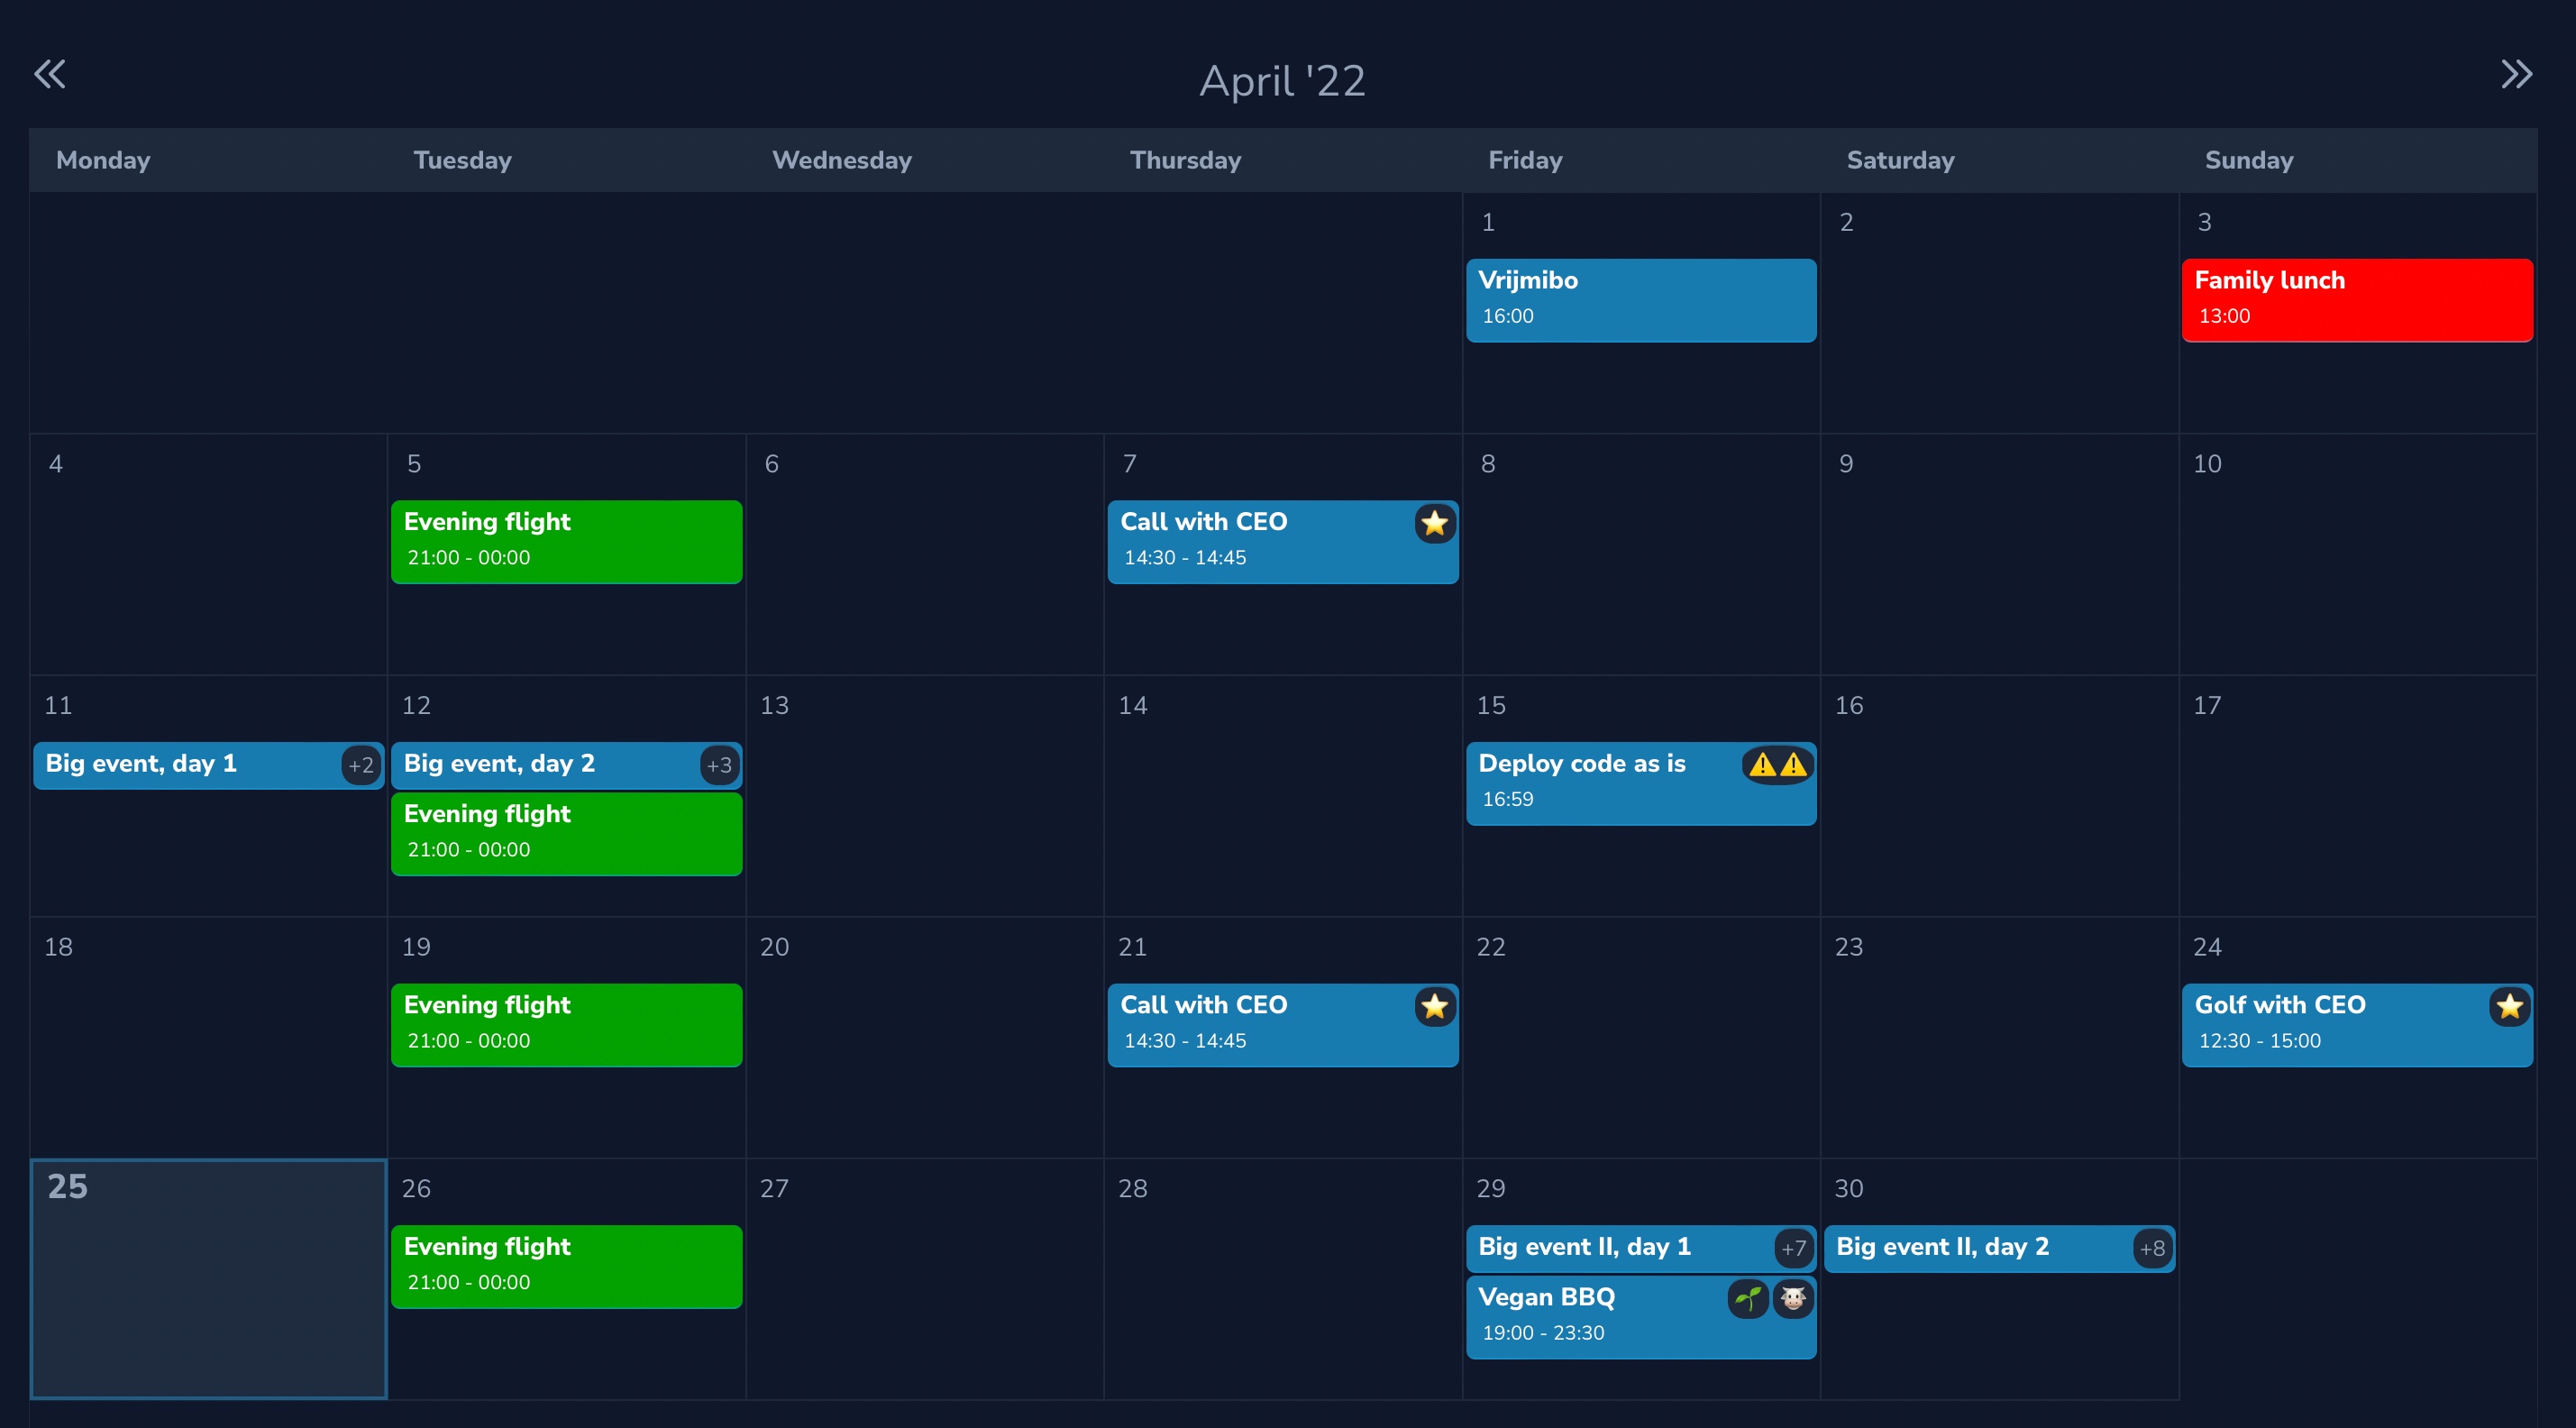 April '22
Monday Tuesday Wednesday Thursday Friday Saturday Sunday
1 2 3
Vrijmibo Family lunch
16:00 13:00
4 5 6 7 8 9 10
Evening flight Call with CEO
21:00 - 00:00 14:30 - 14:45
11 12 13 14 15 16 17
Big event, day 1 +2 Big event, day 2 +3 Deploy code as is
16:59
Evening flight
21:00 - 00:00
18 19 20 21 22 23 24
Evening flight Call with CEO Golf with CEO
21:00 - 00:00 14:30 - 14:45 12:30 - 15:00
25 26 27 28 29 30
Evening flight Big event II, day 1 +7 Big event II, day 2 +8
21:00 - 00:00
Vegan BBQ
19:00 - 23:30